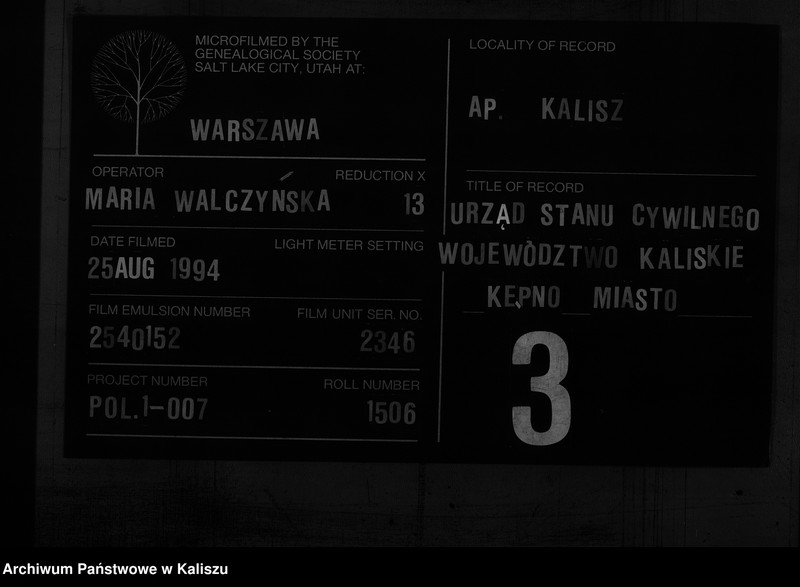 MICROFILMED BY THE
GENEALOGICAL SOCIETY
SALT LAKE CITY, UTAH AT:
WARSZAWA
OPERATOR
REDUCTION X
MARIA WALCZYŃSKA
13
DATE FILMED
LIGHT METER SETTING
25AUG 1994
FILM EMULSION NUMBER
FILM UNIT SER. NO.
2540152
2346
PROJECT NUMBER
ROLL NUMBER
POL.1-007
1506
LOCALITY OF RECORD
AP. KALISZ
TITLE OF RECORD
URZĄD STANU CYWILNEGO
WOJEWÒDZTWO KALISKIE
KĘPNO MIASTO
3
Archiwum Państwowe w Kaliszu